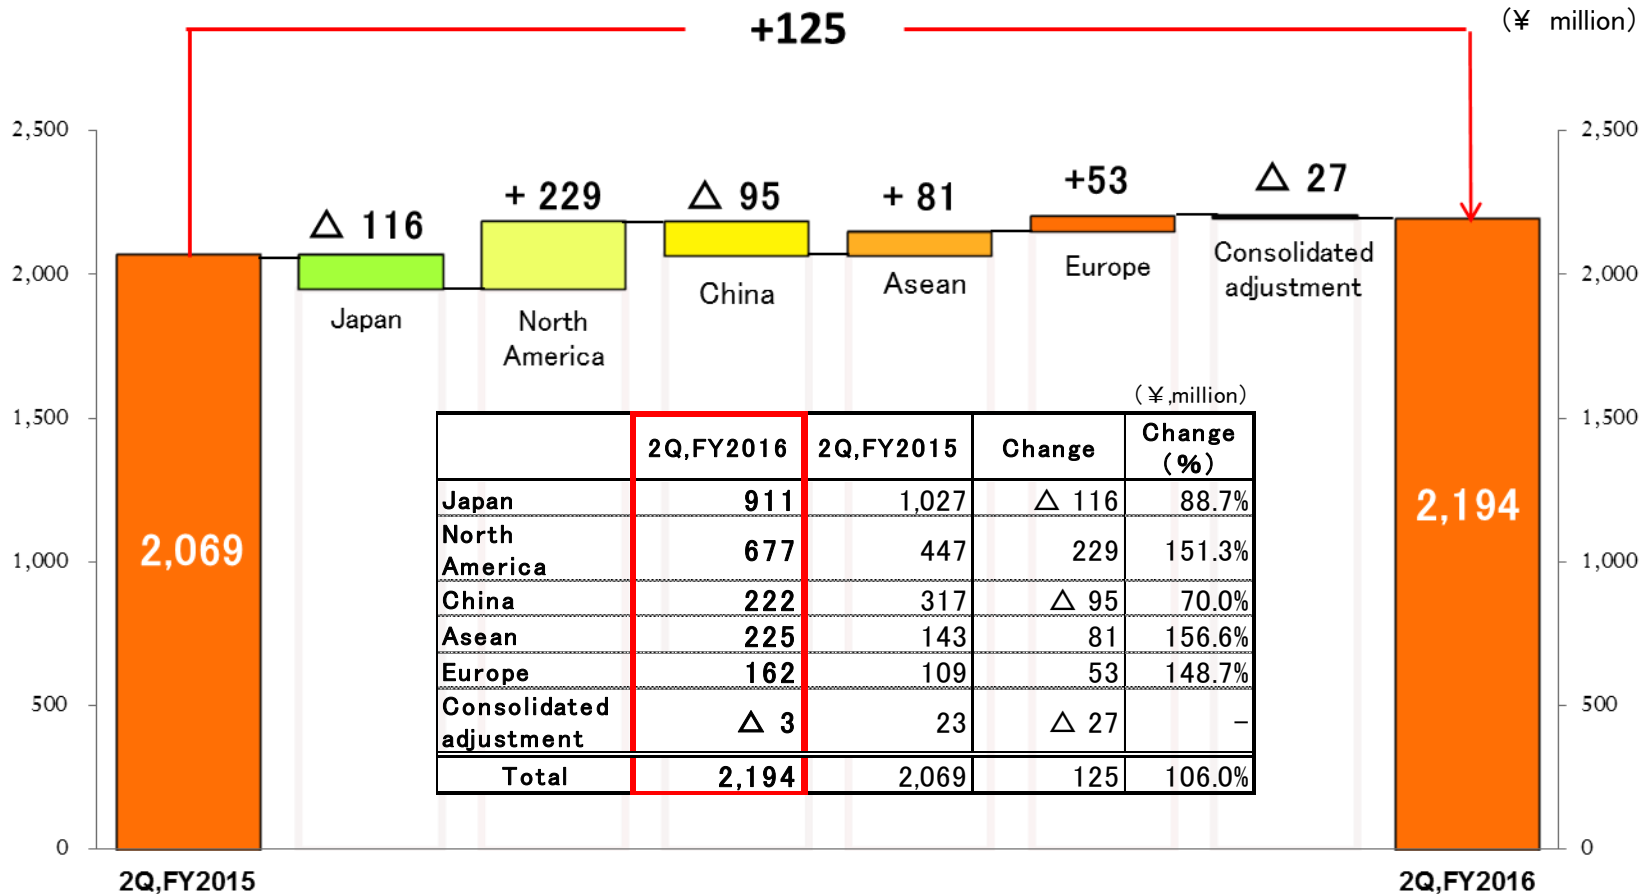 +125
(¥ million)
2,500
2,500
△ 116
+ 229
△ 95
+ 81
+53
△ 27
2,000
2,000
Japan
North
America
China
Asean
Europe
Consolidated
adjustment
1,500
1,500
(¥,million)
2Q,FY2016 2Q,FY2015 Change Change
(%)
Japan 911 1,027 △ 116 88.7%
North
America 677 447 229 151.3%
China 222 317 △ 95 70.0%
Asean 225 143 81 156.6%
Europe 162 109 53 148.7%
Consolidated
adjustment △ 3 23 △ 27 -
Total 2,194 2,069 125 106.0%
2,069
2,194
1,000
1,000
500
500
0
0
2Q,FY2015
2Q,FY2016